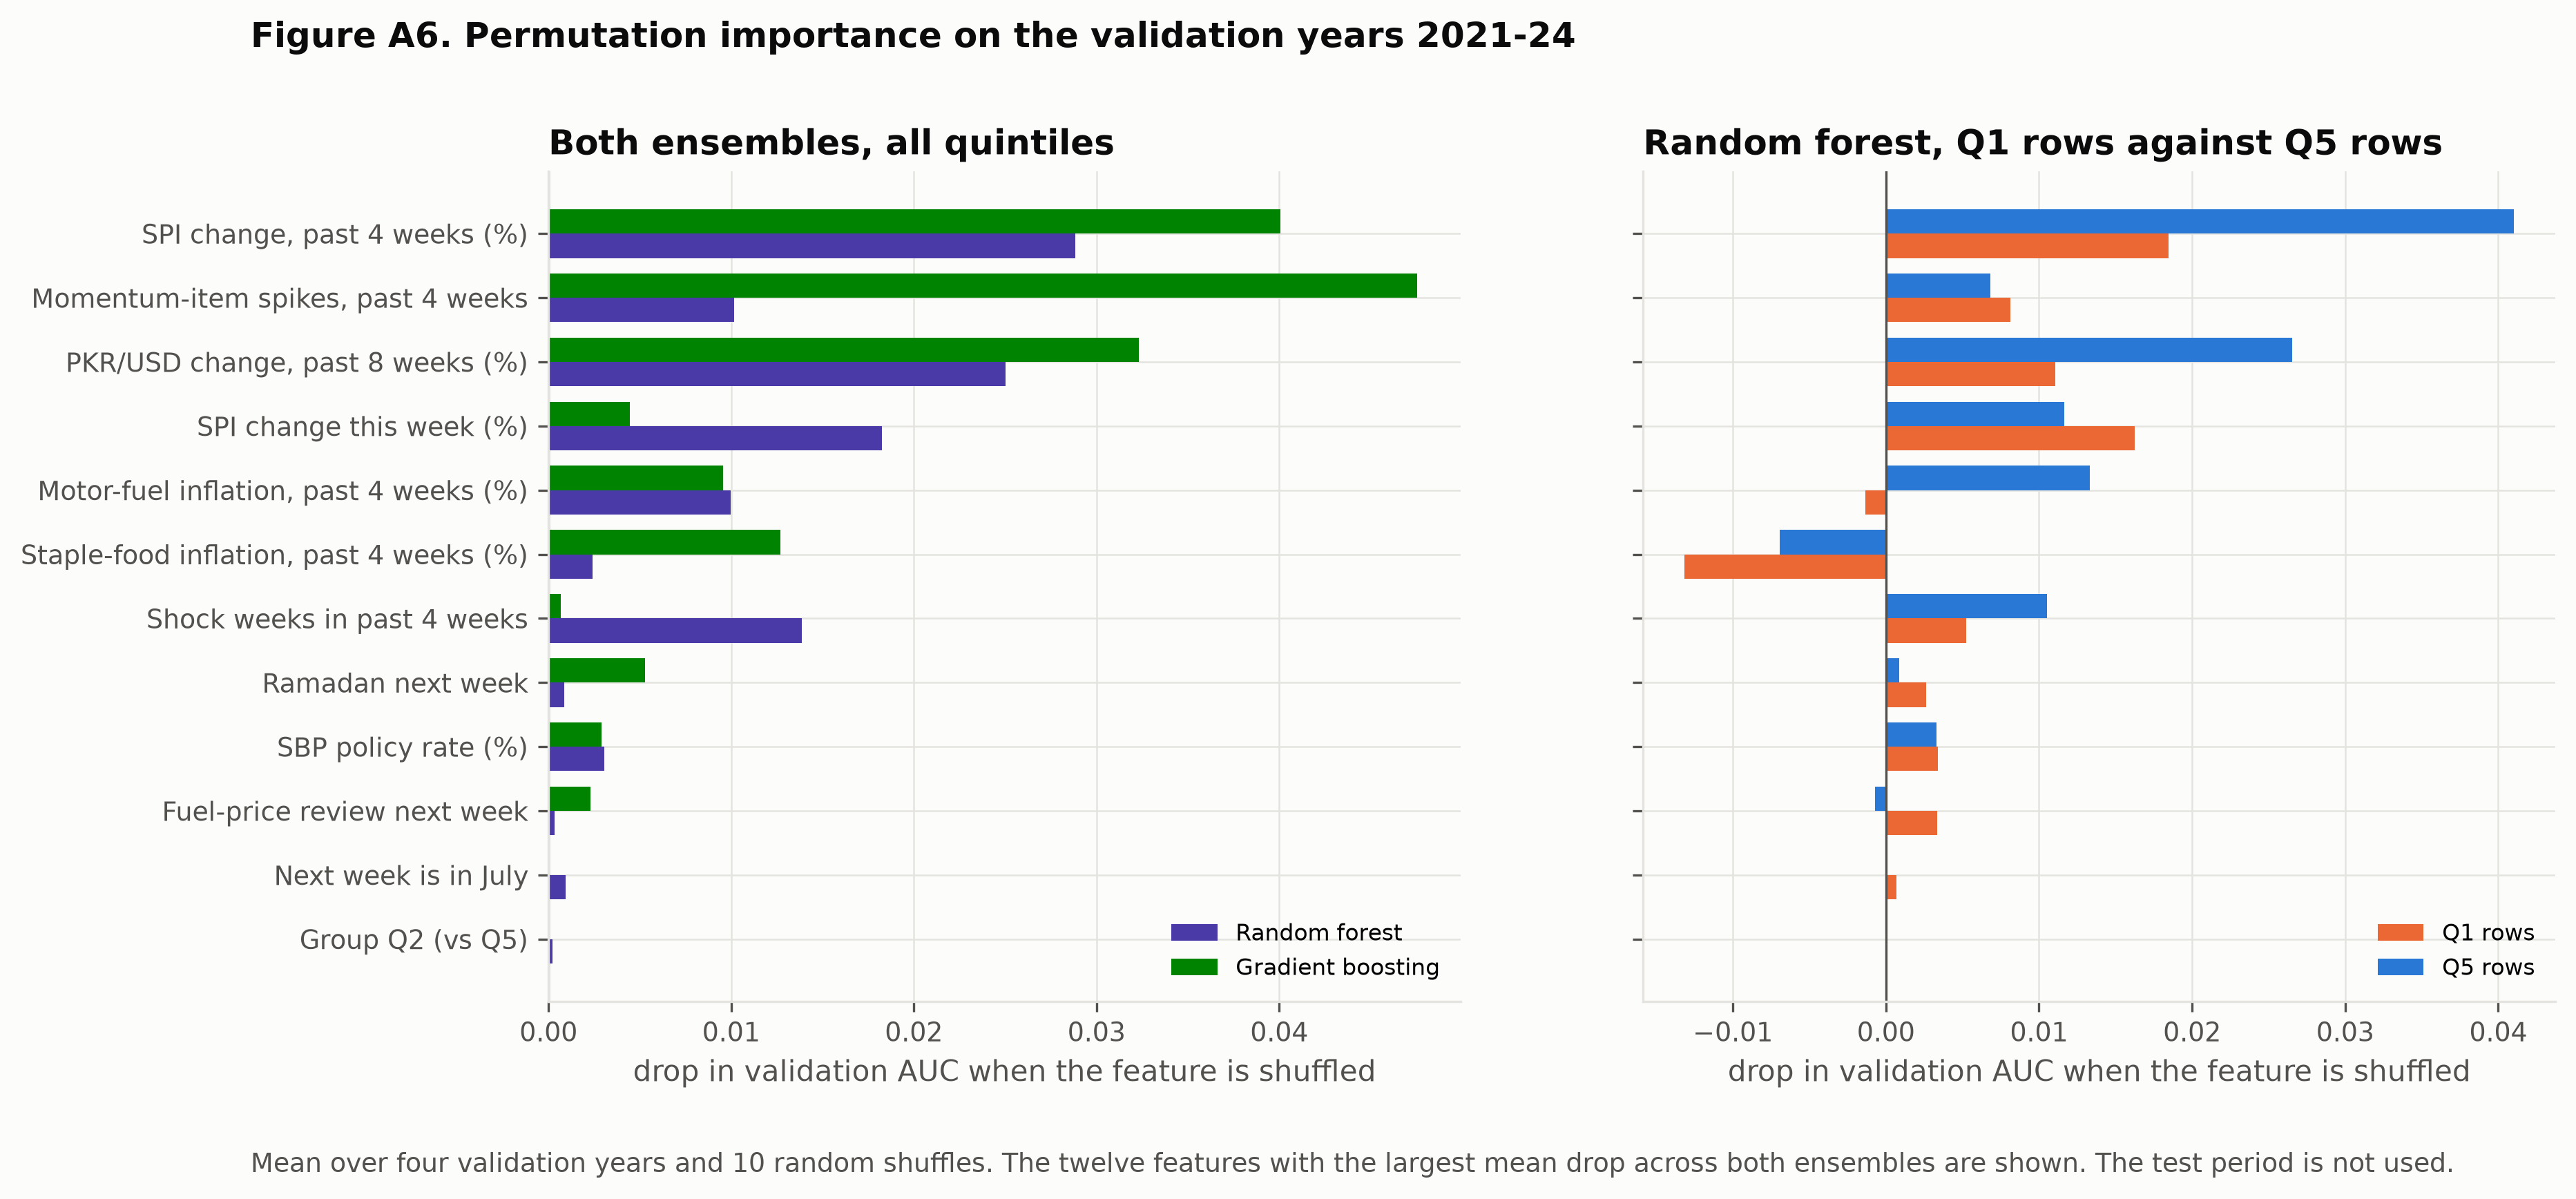 Figure A6. Permutation importance on the validation years 2021-24
Both ensembles, all quintiles
SPI change, past 4 weeks (%)
Momentum-item spikes, past 4 weeks
PKR/USD change, past 8 weeks (%)
SPI change this week (%)
Motor-fuel inflation, past 4 weeks (%)
Staple-food inflation, past 4 weeks (%)
Shock weeks in past 4 weeks
Ramadan next week
SBP policy rate (%)
Fuel-price review next week
Next week is in July
Group Q2 (vs Q5)
Random forest
Gradient boosting
0.00 0.01 0.02 0.03 0.04
drop in validation AUC when the feature is shuffled
Random forest, Q1 rows against Q5 rows
Q1 rows
Q5 rows
−0.01 0.00 0.01 0.02 0.03 0.04
drop in validation AUC when the feature is shuffled
Mean over four validation years and 10 random shuffles. The twelve features with the largest mean drop across both ensembles are shown. The test period is not used.